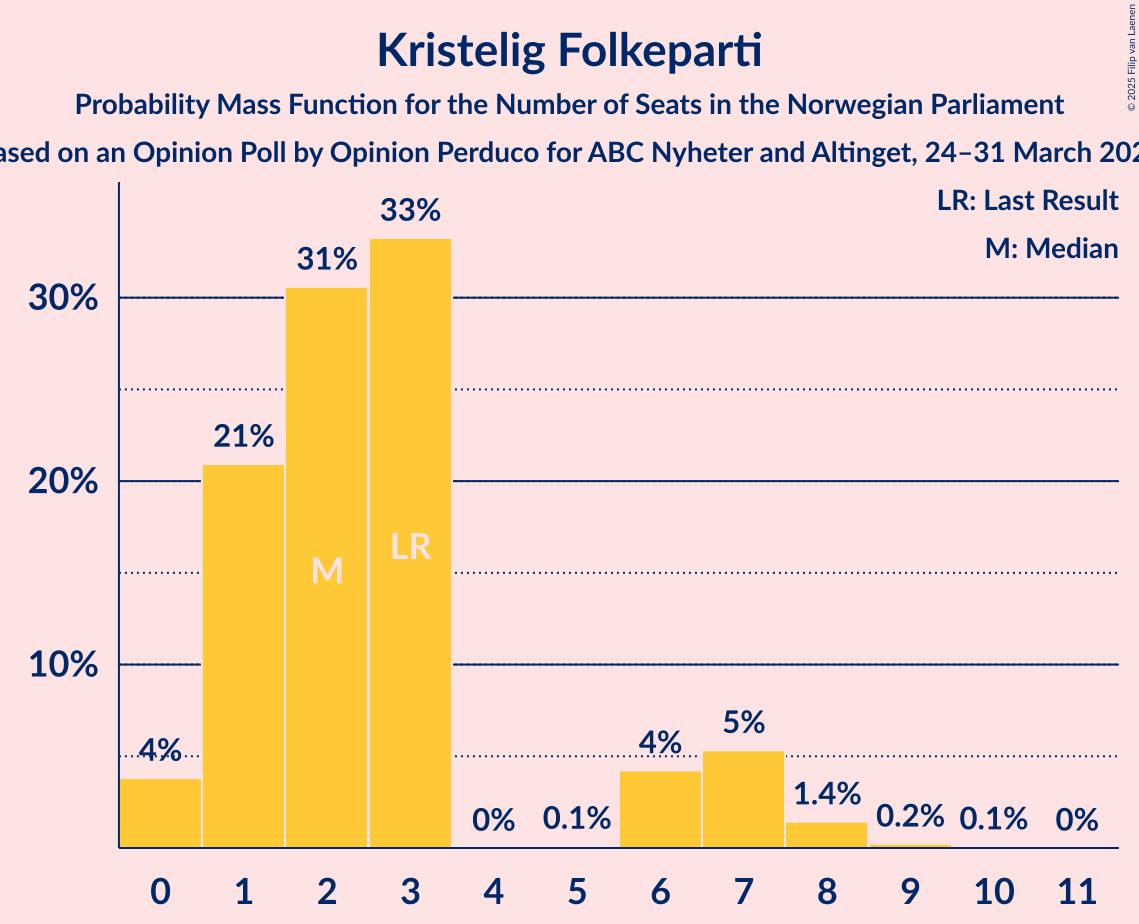 © 2025 Filip van Laenen
Kristelig Folkeparti
Probability Mass Function for the Number of Seats in the Norwegian Parliament
on an Opinion Poll by Opinion Perduco for ABC Nyheter and Altinget, 24–31 March
LR: Last Result
M: Median
33%
31%
30%
21%
20%
LR
M
10%
5%
4%
4%
1.4%
0.2%
0.1%
0.1%
0%
0%
0 1 2 3 4 5 6 7 8 9 10 11